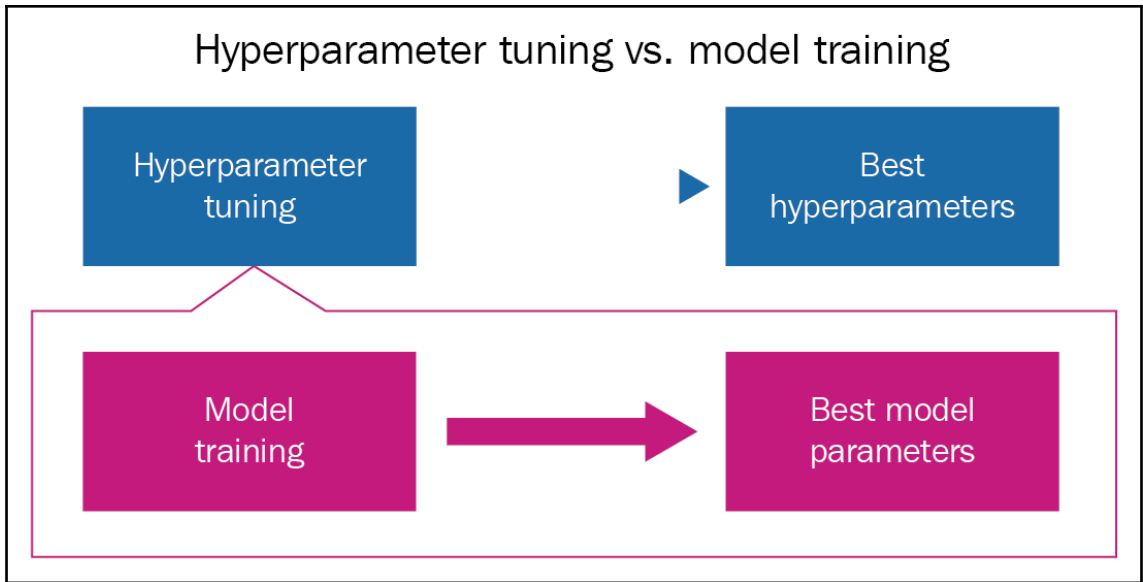 Hyperparameter tuning vs. model training
Hyperparameter
tuning
Best
hyperparameters
Model
training
Best model
parameters